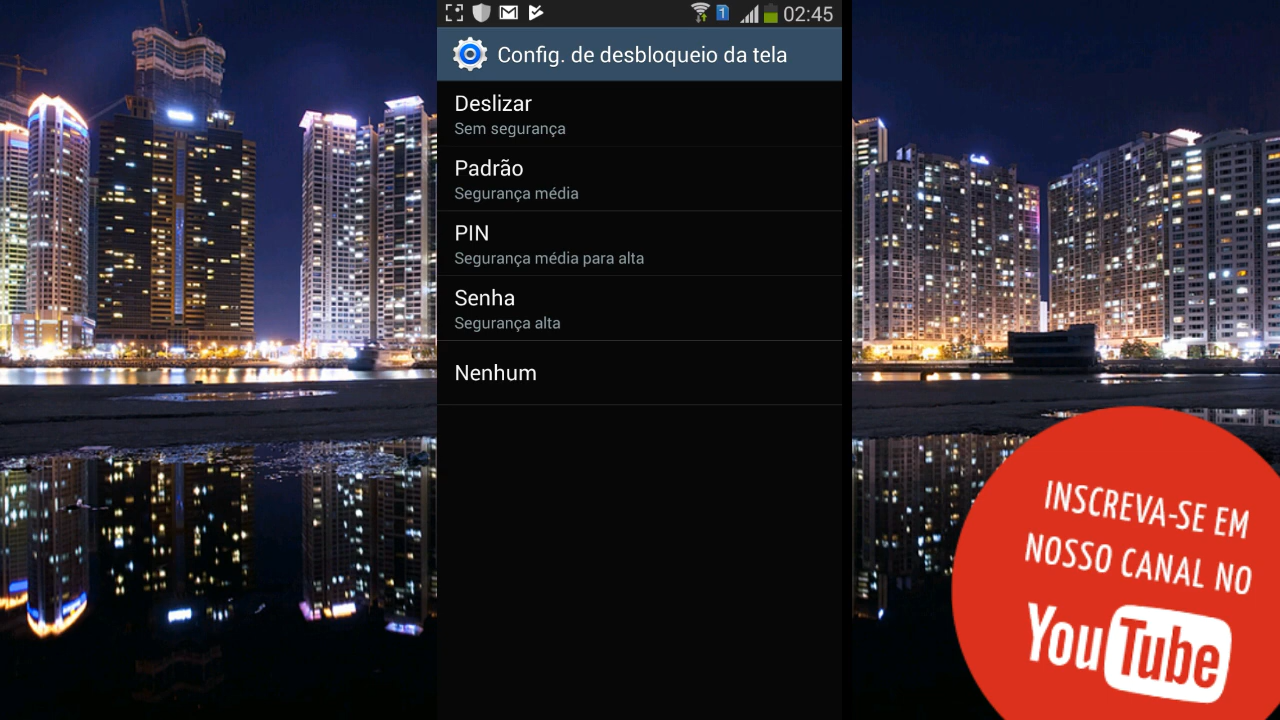 1
02:45
Config. de desbloqueio da tela
Deslizar
Sem segurança
Padrão
Segurança média
PIN
Segurança média para alta
Senha
Segurança alta
Nenhum
INSCREVA-SE EM
NOSSO CANAL NO
YouTube